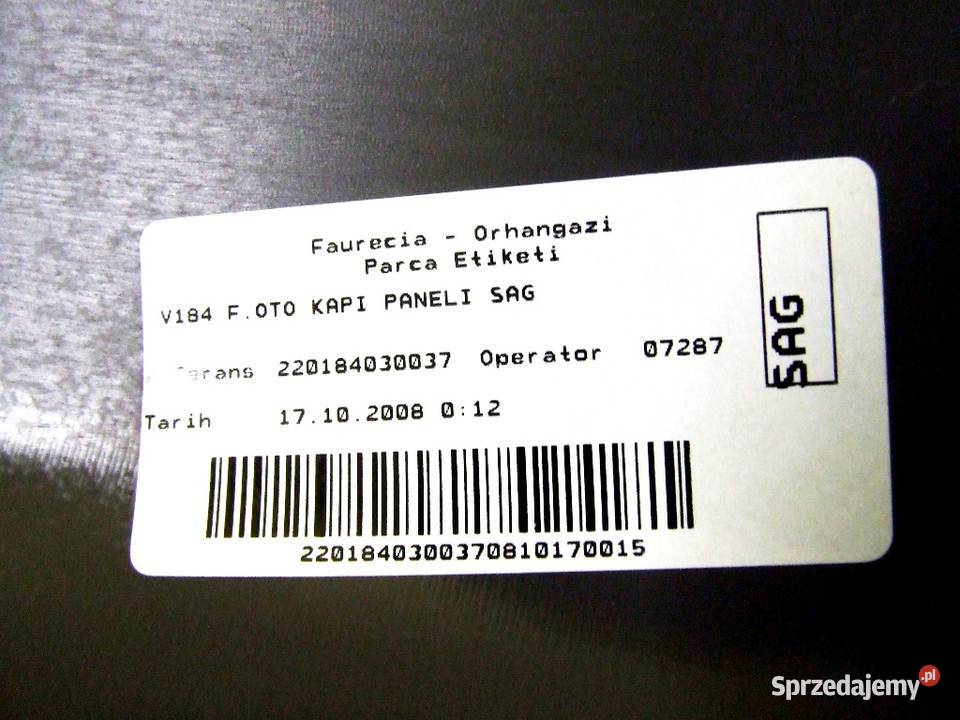 Faurecia - Orhangazi
Parca Etiketi
V184 F.OTO KAPI PANELI SAG
220184030037 Operator 07287
Tarih 17.10.2008 0:12
2201840300370810170015
SAG
Sprzedajemy.pl